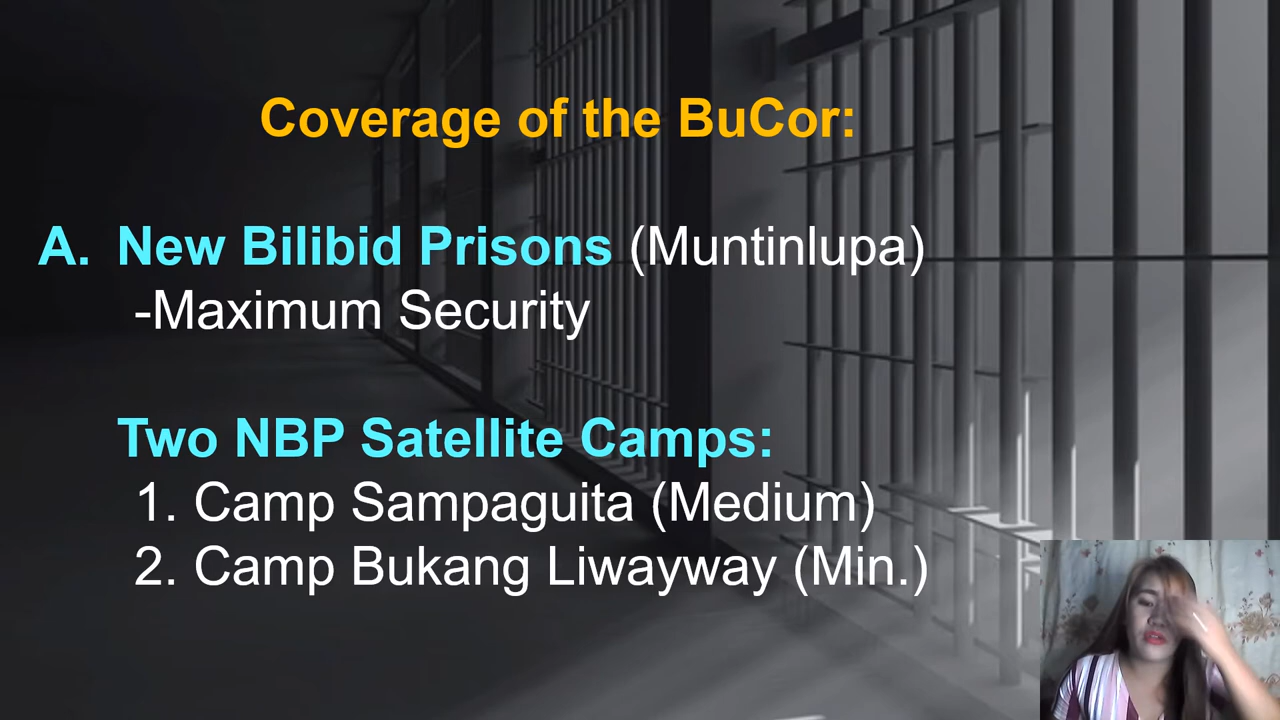 Coverage of the BuCor:
A. New Bilibid Prisons (Muntinlupa)
-Maximum Security
Two NBP Satellite Camps:
1. Camp Sampaguita (Medium)
2. Camp Bukang Liwayway (Min.)